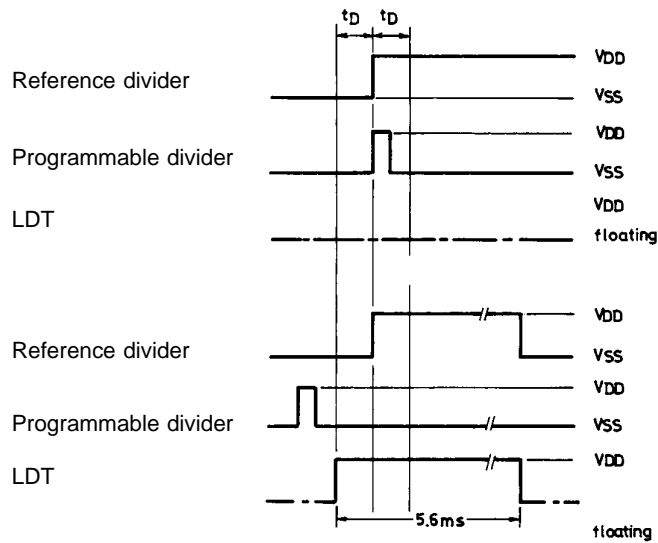 tD tD
VDD
Reference divider
VSS
VDD
Programmable divider
VSS
VDD
LDT
floating
VDD
Reference divider
VSS
VDD
Programmable divider
VSS
VDD
LDT
5.6ms
floating